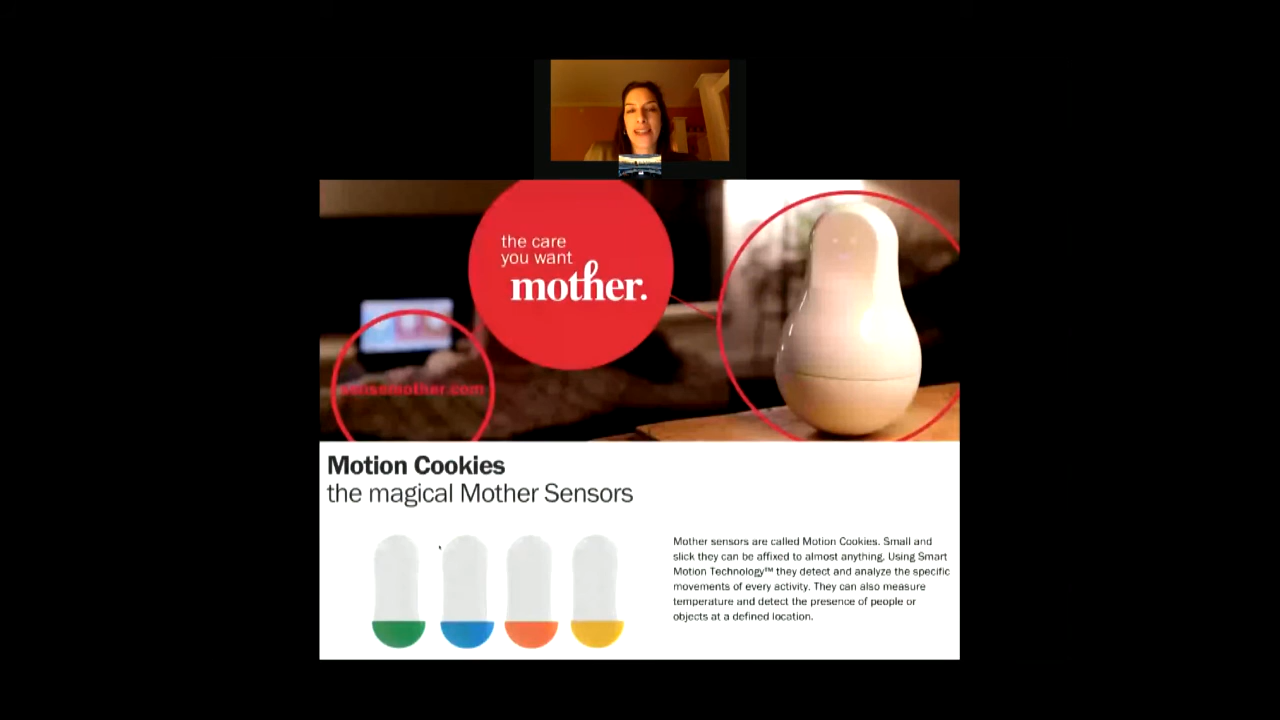 the care
you want
mother.
Motion Cookies
the magical Mother Sensors
Mother sensors are called Motion Cookies. Small and
slick they can be affixed to almost anything. Using Smart
Motion Technology™ they detect and analyze the specific
movements of every activity. They can also measure
temperature and detect the presence of people or
objects at a defined location.